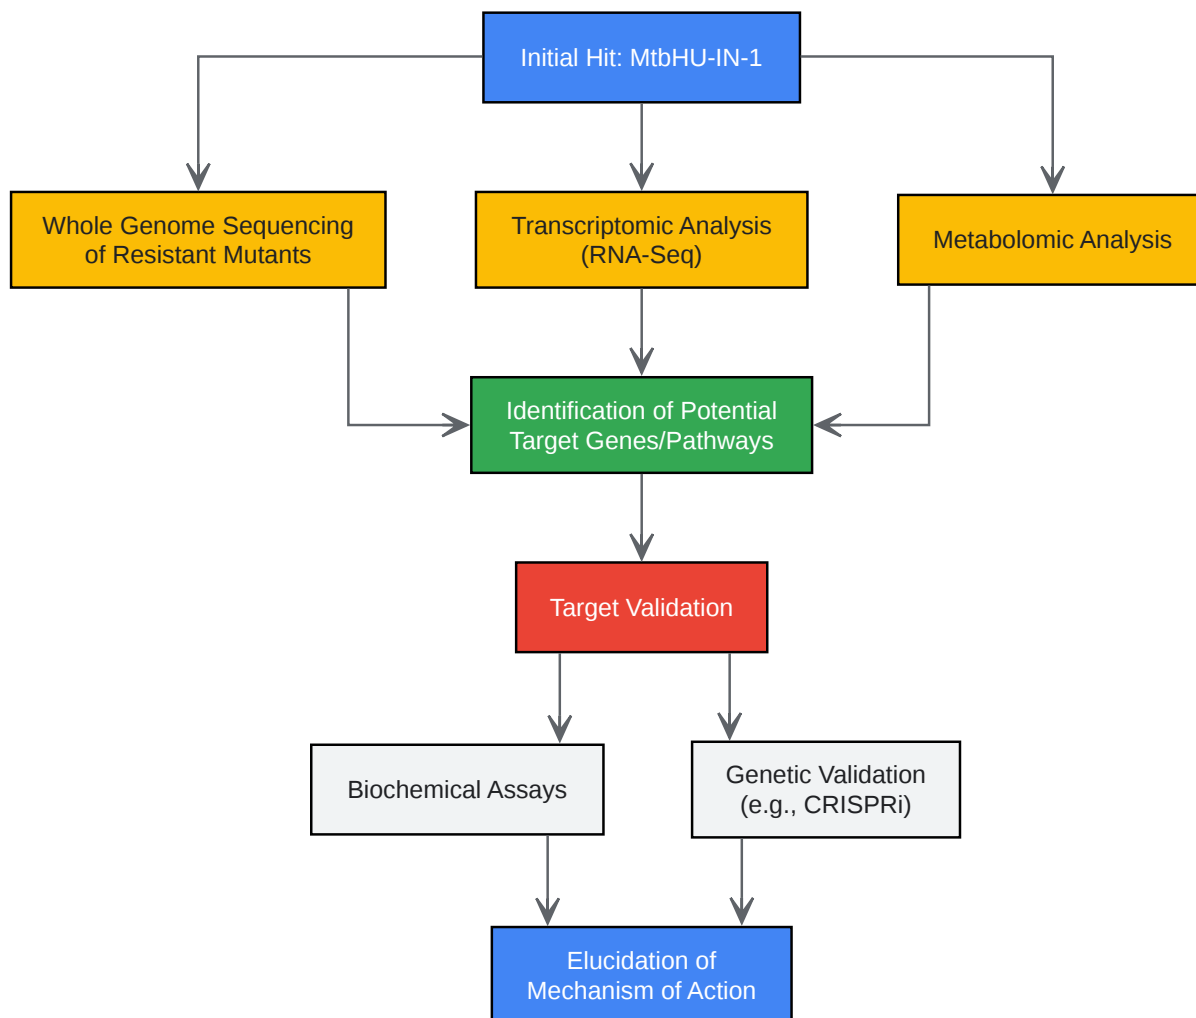 Initial Hit: MtbHU-IN-1
Whole Genome Sequencing
of Resistant Mutants
Transcriptomic Analysis
(RNA-Seq)
Metabolomic Analysis
Identification of Potential
Target Genes/Pathways
Target Validation
Biochemical Assays
Genetic Validation
(e.g., CRISPRi)
Elucidation of
Mechanism of Action